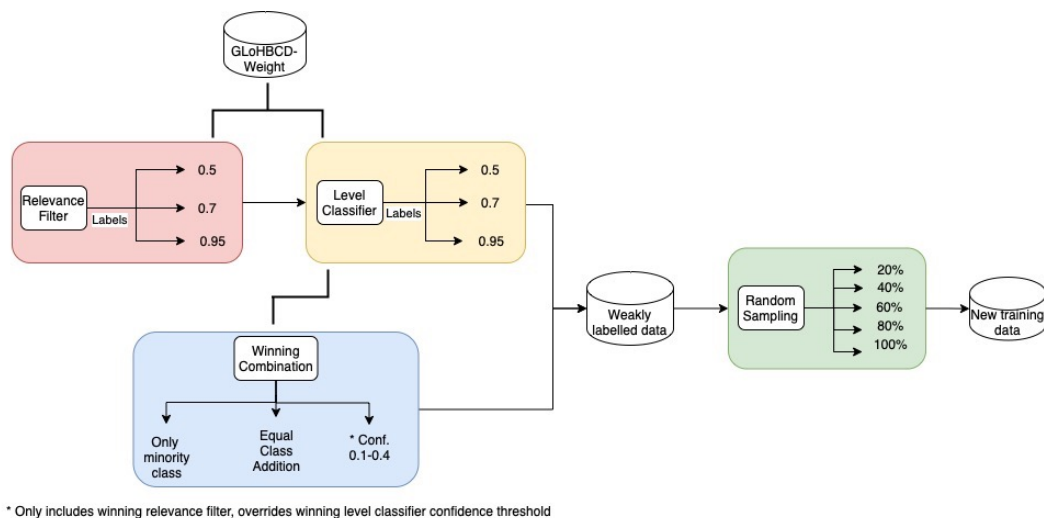 GLoHBCD-
Weight
Relevance
Filter
Labels
0.5
0.7
0.95
Level
Classifier
Labels
0.5
0.7
0.95
Winning
Combination
Only
minority
class
Equal
Class
Addition
* Conf.
0.1-0.4
Weakly
labelled data
Random
Sampling
20%
40%
60%
80%
100%
New training
data
* Only includes winning relevance filter, overrides winning level classifier confidence threshold